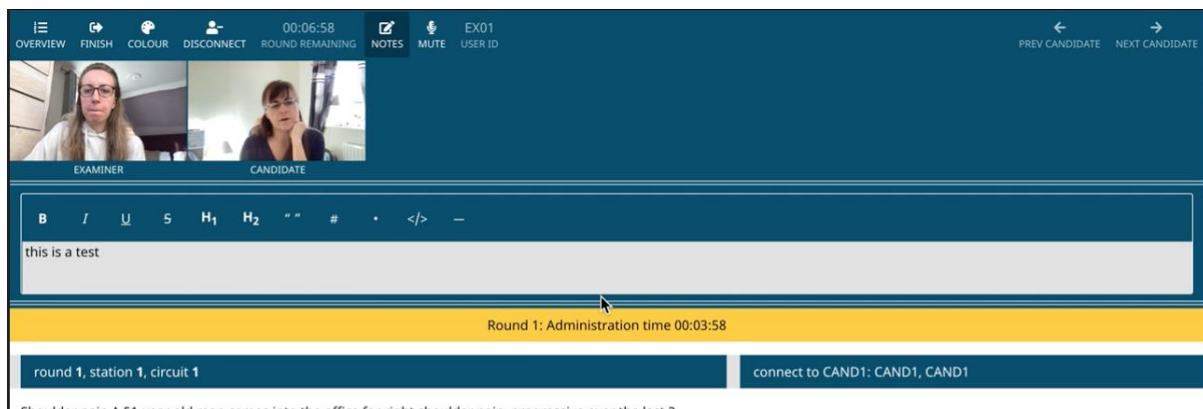 00:06:58 EX01
OVERVIEW FINISH COLOUR DISCONNECT ROUND REMAINING NOTES MUTE USER ID PREV CANDIDATE NEXT CANDIDATE
EXAMINER CANDIDATE
B I U S H1 H2 “ ” # • </> —
this is a test
Round 1: Administration time 00:03:58
round 1, station 1, circuit 1 connect to CAND1: CAND1, CAND1